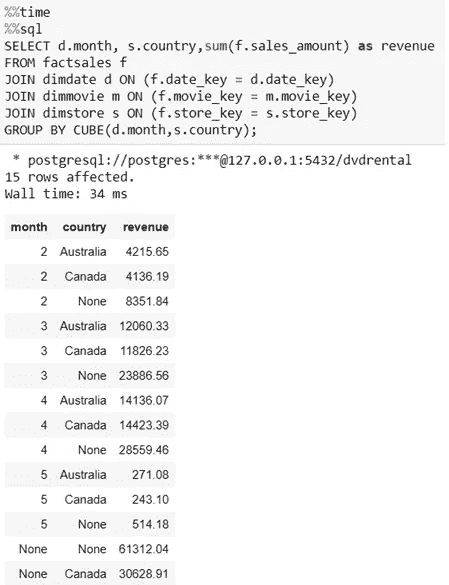 %%time
%%sql
SELECT d.month, s.country,sum(f.sales_amount) as revenue
FROM factsales f
JOIN dimdate d ON (f.date_key = d.date_key)
JOIN dimmovie m ON (f.movie_key = m.movie_key)
JOIN dimstore s ON (f.store_key = s.store_key)
GROUP BY CUBE(d.month,s.country);
* postgresql://postgres:***@127.0.0.1:5432/dvdrental
15 rows affected.
Wall time: 34 ms
month country revenue
2 Australia 4215.65
2 Canada 4136.19
2 None 8351.84
3 Australia 12060.33
3 Canada 11826.23
3 None 23886.56
4 Australia 14136.07
4 Canada 14423.39
4 None 28559.46
5 Australia 271.08
5 Canada 243.10
5 None 514.18
None None 61312.04
None Canada 30628.91